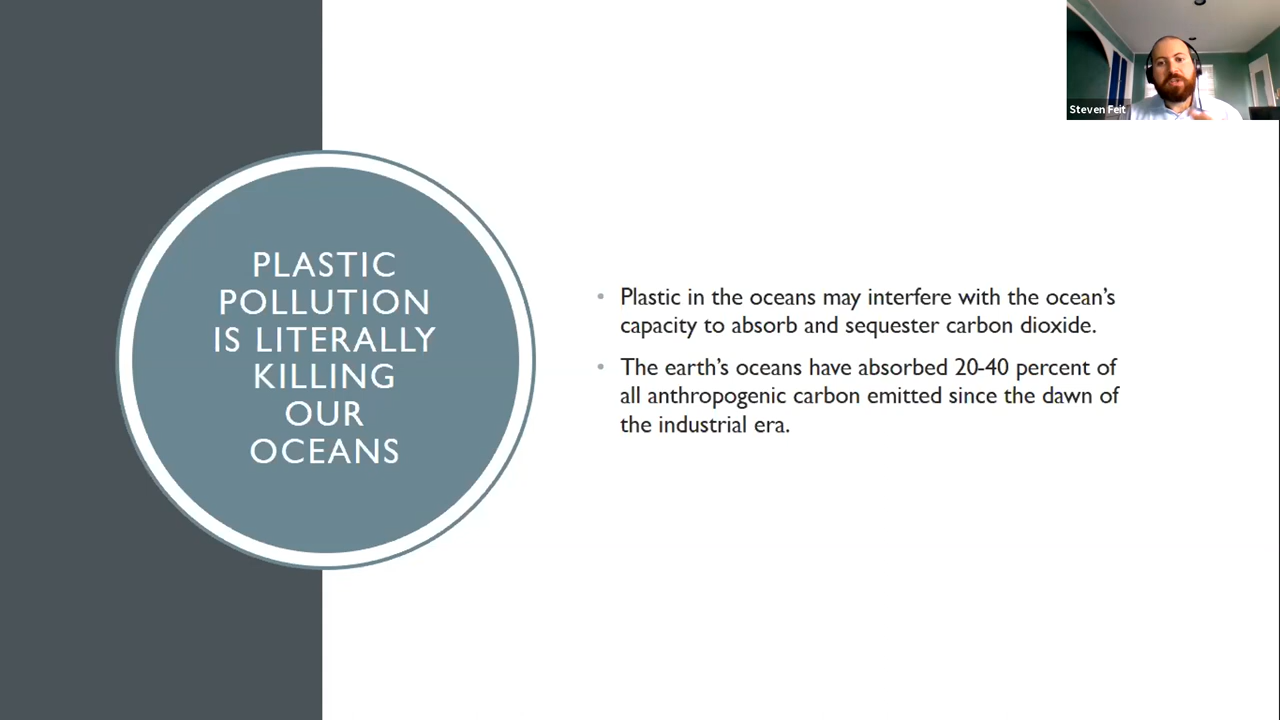 Steven Feit
PLASTIC
POLLUTION
IS LITERALLY
KILLING
OUR
OCEANS
• Plastic in the oceans may interfere with the ocean’s
capacity to absorb and sequester carbon dioxide.
• The earth’s oceans have absorbed 20-40 percent of
all anthropogenic carbon emitted since the dawn of
the industrial era.